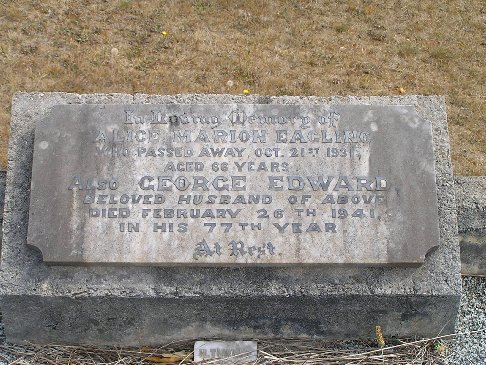 In Loving Memory of
ALICE MARION EAGLING
WHO PASSED AWAY OCT. 21ST 1931,
AGED 66 YEARS.
ALSO GEORGE EDWARD,
BELOVED HUSBAND OF ABOVE
DIED FEBRUARY 26TH 1941,
IN HIS 77TH YEAR.
At Rest.